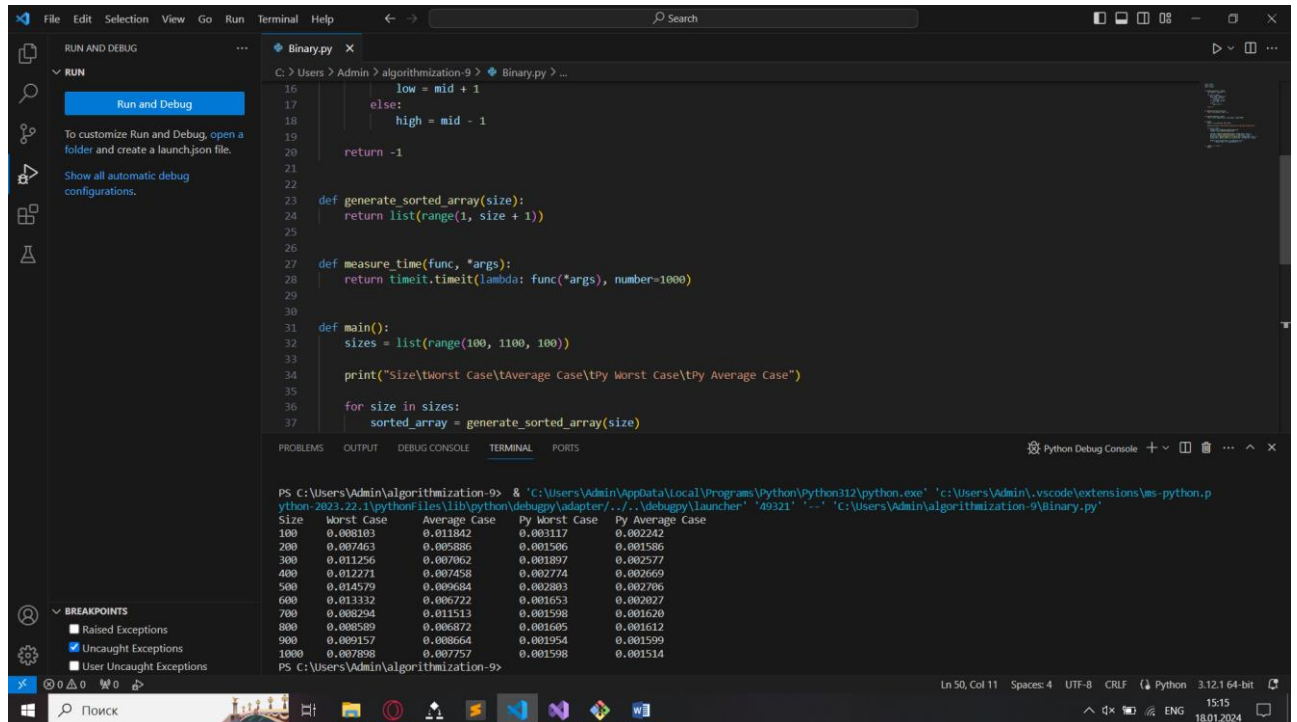 File Edit Selection View Go Run Terminal Help
Search
RUN AND DEBUG
RUN
Run and Debug
To customize Run and Debug, open a
folder and create a launch.json file.
Show all automatic debug
configurations.
BREAKPOINTS
Raised Exceptions
Uncaught Exceptions
User Uncaught Exceptions
Binary.py
C: > Users > Admin > algorithmization-9 > Binary.py > ...
16 low = mid + 1
17 else:
18 high = mid - 1
19
20 return -1
21
22
23 def generate_sorted_array(size):
24 return list(range(1, size + 1))
25
26
27 def measure_time(func, *args):
28 return timeit.timeit(lambda: func(*args), number=1000)
29
30
31 def main():
32 sizes = list(range(100, 1100, 100))
33
34 print("Size\tWorst Case\tAverage Case\tPy Worst Case\tPy Average Case")
35
36 for size in sizes:
37 sorted_array = generate_sorted_array(size)
PROBLEMS OUTPUT DEBUG CONSOLE TERMINAL PORTS
Python Debug Console
PS C:\Users\Admin\algorithmization-9> & 'C:\Users\Admin\AppData\Local\Programs\Python\Python312\python.exe' 'c:\Users\Admin\.vscode\extensions\ms-python.p
ython-2023.22.1\pythonFiles\lib\python\debugpy\adapter/../..\debugpy\launcher' '49321' '--' 'C:\Users\Admin\algorithmization-9\Binary.py'
Size Worst Case Average Case Py Worst Case Py Average Case
100 0.008103 0.011842 0.003117 0.002242
200 0.007463 0.005886 0.001506 0.001586
300 0.011256 0.007062 0.001897 0.002577
400 0.012271 0.007458 0.002774 0.002669
500 0.014579 0.009684 0.002803 0.002706
600 0.013332 0.006722 0.001653 0.002027
700 0.008294 0.011513 0.001598 0.001620
800 0.008589 0.006872 0.001605 0.001612
900 0.009157 0.008664 0.001954 0.001599
1000 0.007898 0.007757 0.001598 0.001514
PS C:\Users\Admin\algorithmization-9>
0 0 0 Ln 50, Col 11 Spaces: 4 UTF-8 CRLF Python 3.12.1 64-bit
Поиск
ENG
15:15
18.01.2024